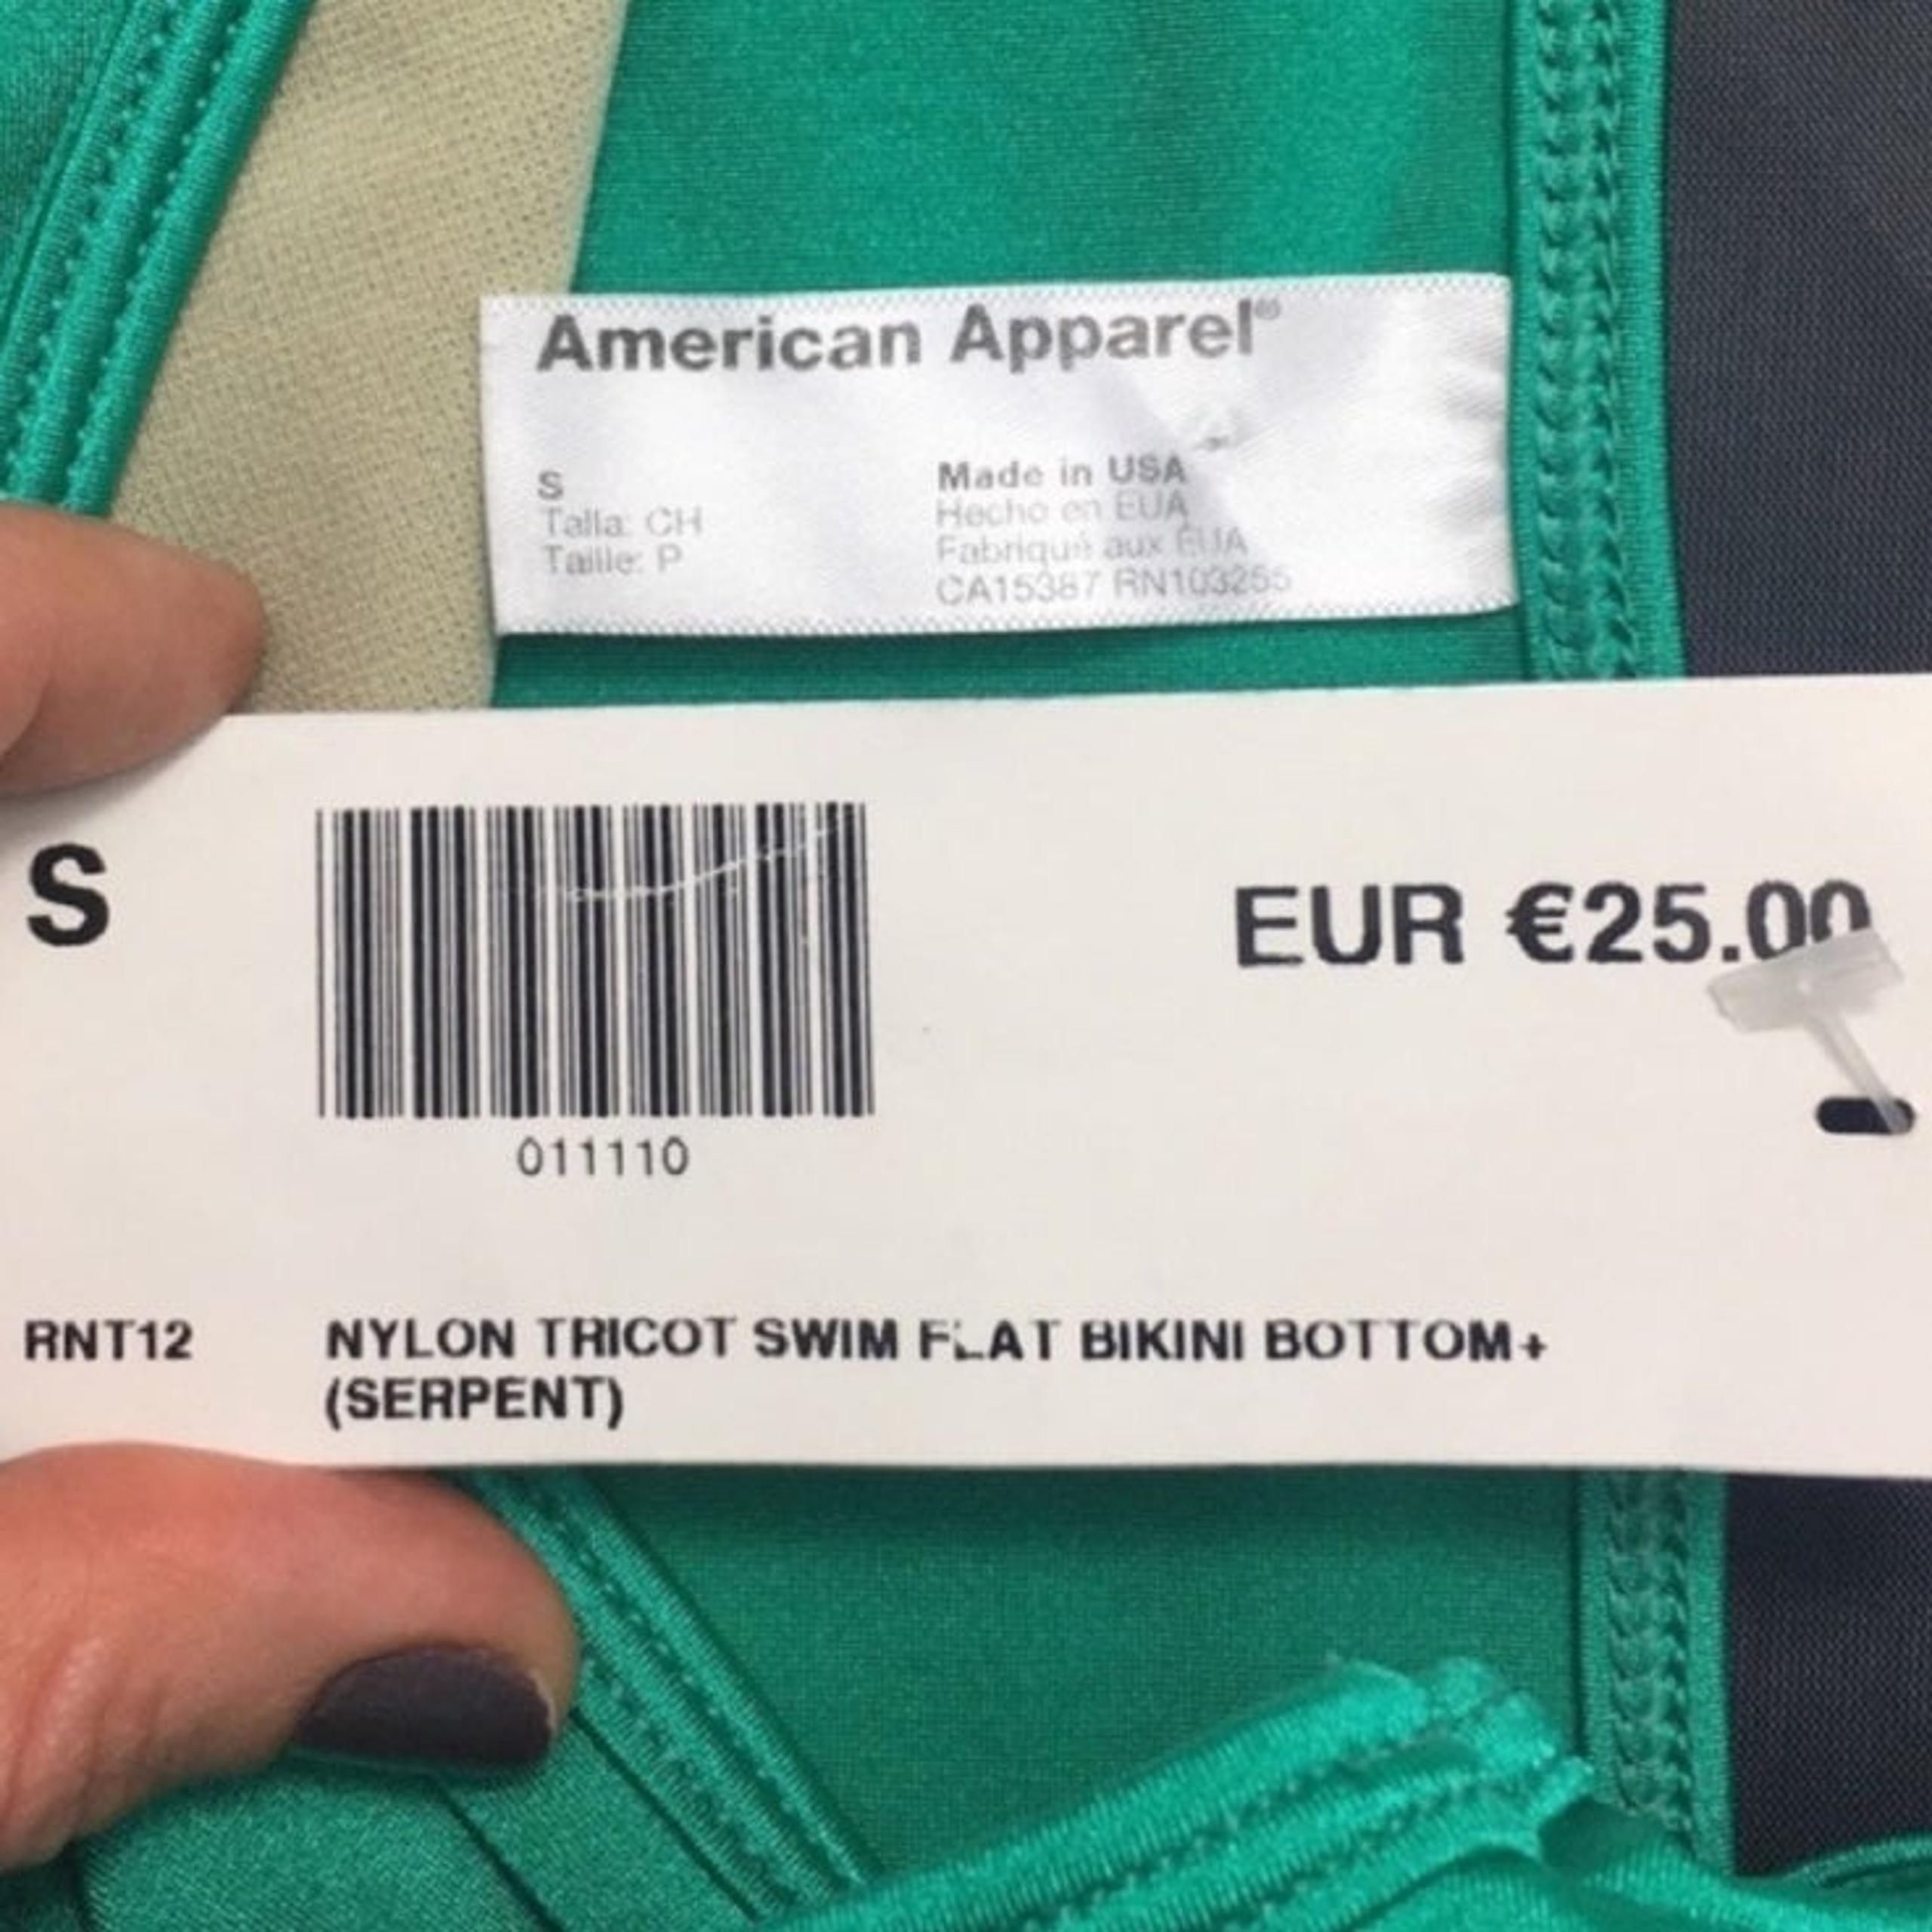 American Apparel®
S
Talla: CH
Taille: P
Made in USA
Hecho en EUA
Fabriqué aux EUA
CA15387 RN103255
S
011110
EUR €25.00
RNT12
NYLON TRICOT SWIM FLAT BIKINI BOTTOM+
(SERPENT)